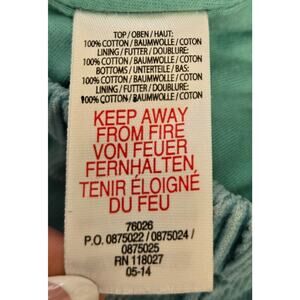 TOP / OBEN / HAUT:
100% COTTON / BAUMWOLLE / COTON
LINING / FUTTER / DOUBLURE:
100% COTTON / BAUMWOLLE / COTON
BOTTOMS / UNTERTEILE / BAS:
100% COTTON / BAUMWOLLE / COTON
LINING / FUTTER / DOUBLURE:
100% COTTON / BAUMWOLLE / COTON
KEEP AWAY
FROM FIRE
VON FEUER
FERNHALTEN
TENIR ÉLOIGNÉ
DU FEU
76026
P.O. 0875022 / 0875024 /
0875025
RN 118027
05-14